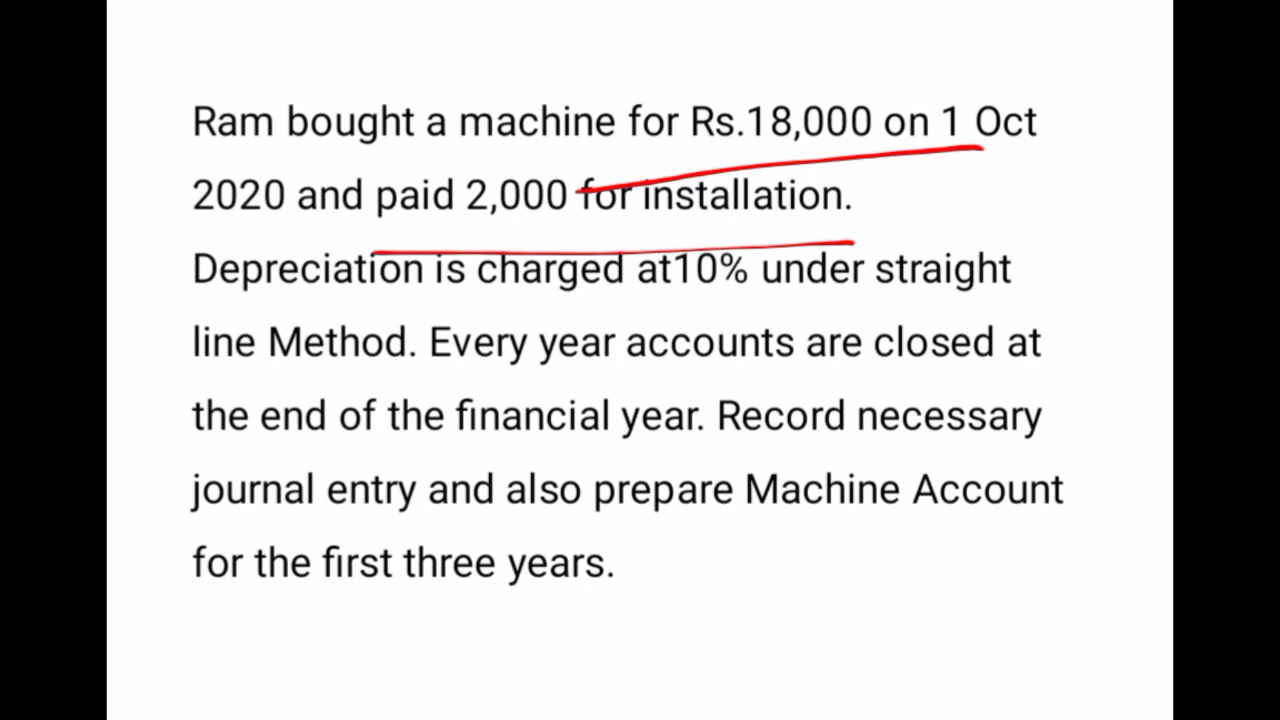 Ram bought a machine for Rs.18,000 on 1 Oct
2020 and paid 2,000 for installation.
Depreciation is charged at10% under straight
line Method. Every year accounts are closed at
the end of the financial year. Record necessary
journal entry and also prepare Machine Account
for the first three years.